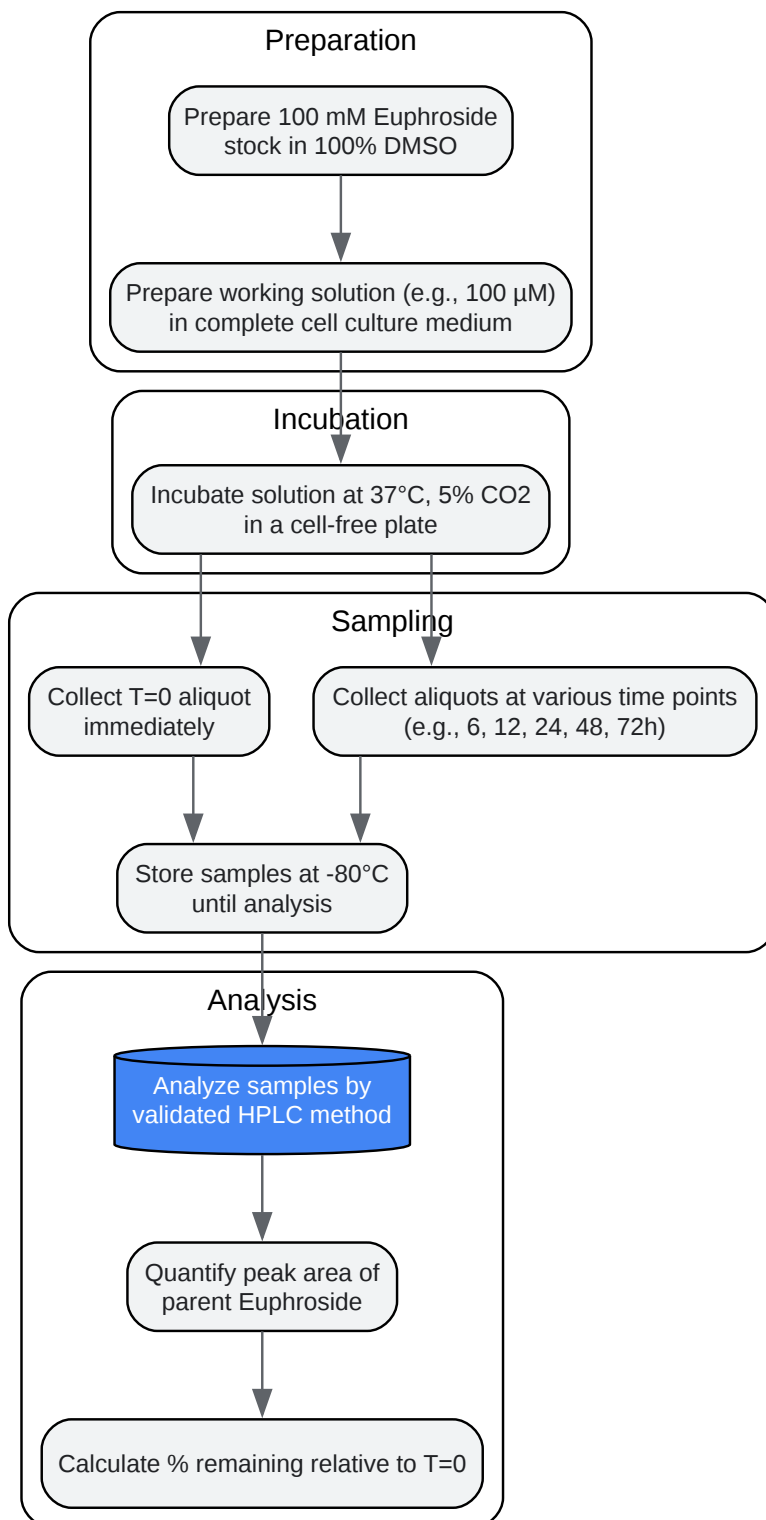 Preparation
Prepare 100 mM Euphroside
stock in 100% DMSO
Prepare working solution (e.g., 100 µM)
in complete cell culture medium
Incubation
Incubate solution at 37°C, 5% CO2
in a cell-free plate
Sampling
Collect T=0 aliquot
immediately
Collect aliquots at various time points
(e.g., 6, 12, 24, 48, 72h)
Store samples at -80°C
until analysis
Analysis
Analyze samples by
validated HPLC method
Quantify peak area of
parent Euphroside
Calculate % remaining relative to T=0